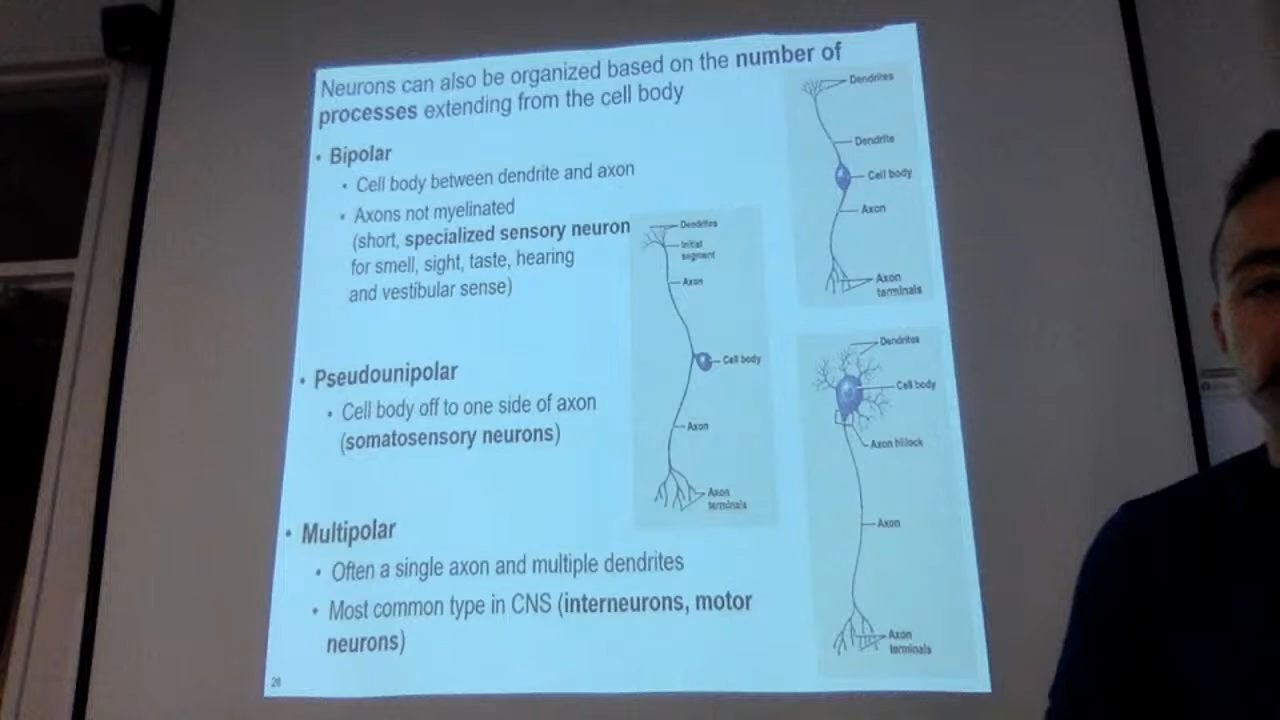 Neurons can also be organized based on the number of
processes extending from the cell body
• Bipolar
• Cell body between dendrite and axon
• Axons not myelinated
(short, specialized sensory neuron
for smell, sight, taste, hearing
and vestibular sense)
• Pseudounipolar
• Cell body off to one side of axon
(somatosensory neurons)
• Multipolar
• Often a single axon and multiple dendrites
• Most common type in CNS (interneurons, motor
neurons)
Dendrites
Initial
segment
Axon
Cell body
Axon
Axon
terminals
Dendrites
Dendrite
Cell body
Axon
Axon
terminals
Dendrites
Cell body
Axon hillock
Axon
Axon
terminals